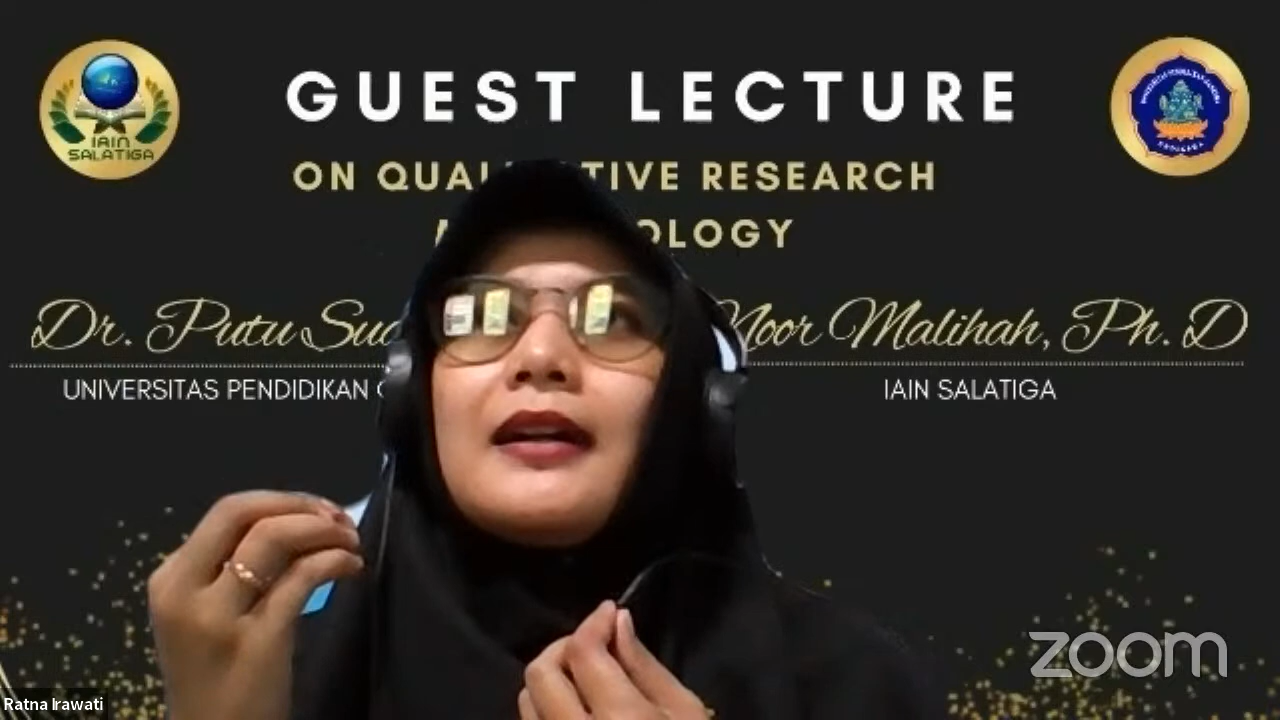 IAIN
SALATIGA
GUEST LECTURE
ON QUAL TIVE RESEARCH
OLOGY
Dr. Putu Sud
Noor Malihah, Ph. D
UNIVERSITAS PENDIDIKAN
IAIN SALATIGA
zoom
Ratna Irawati